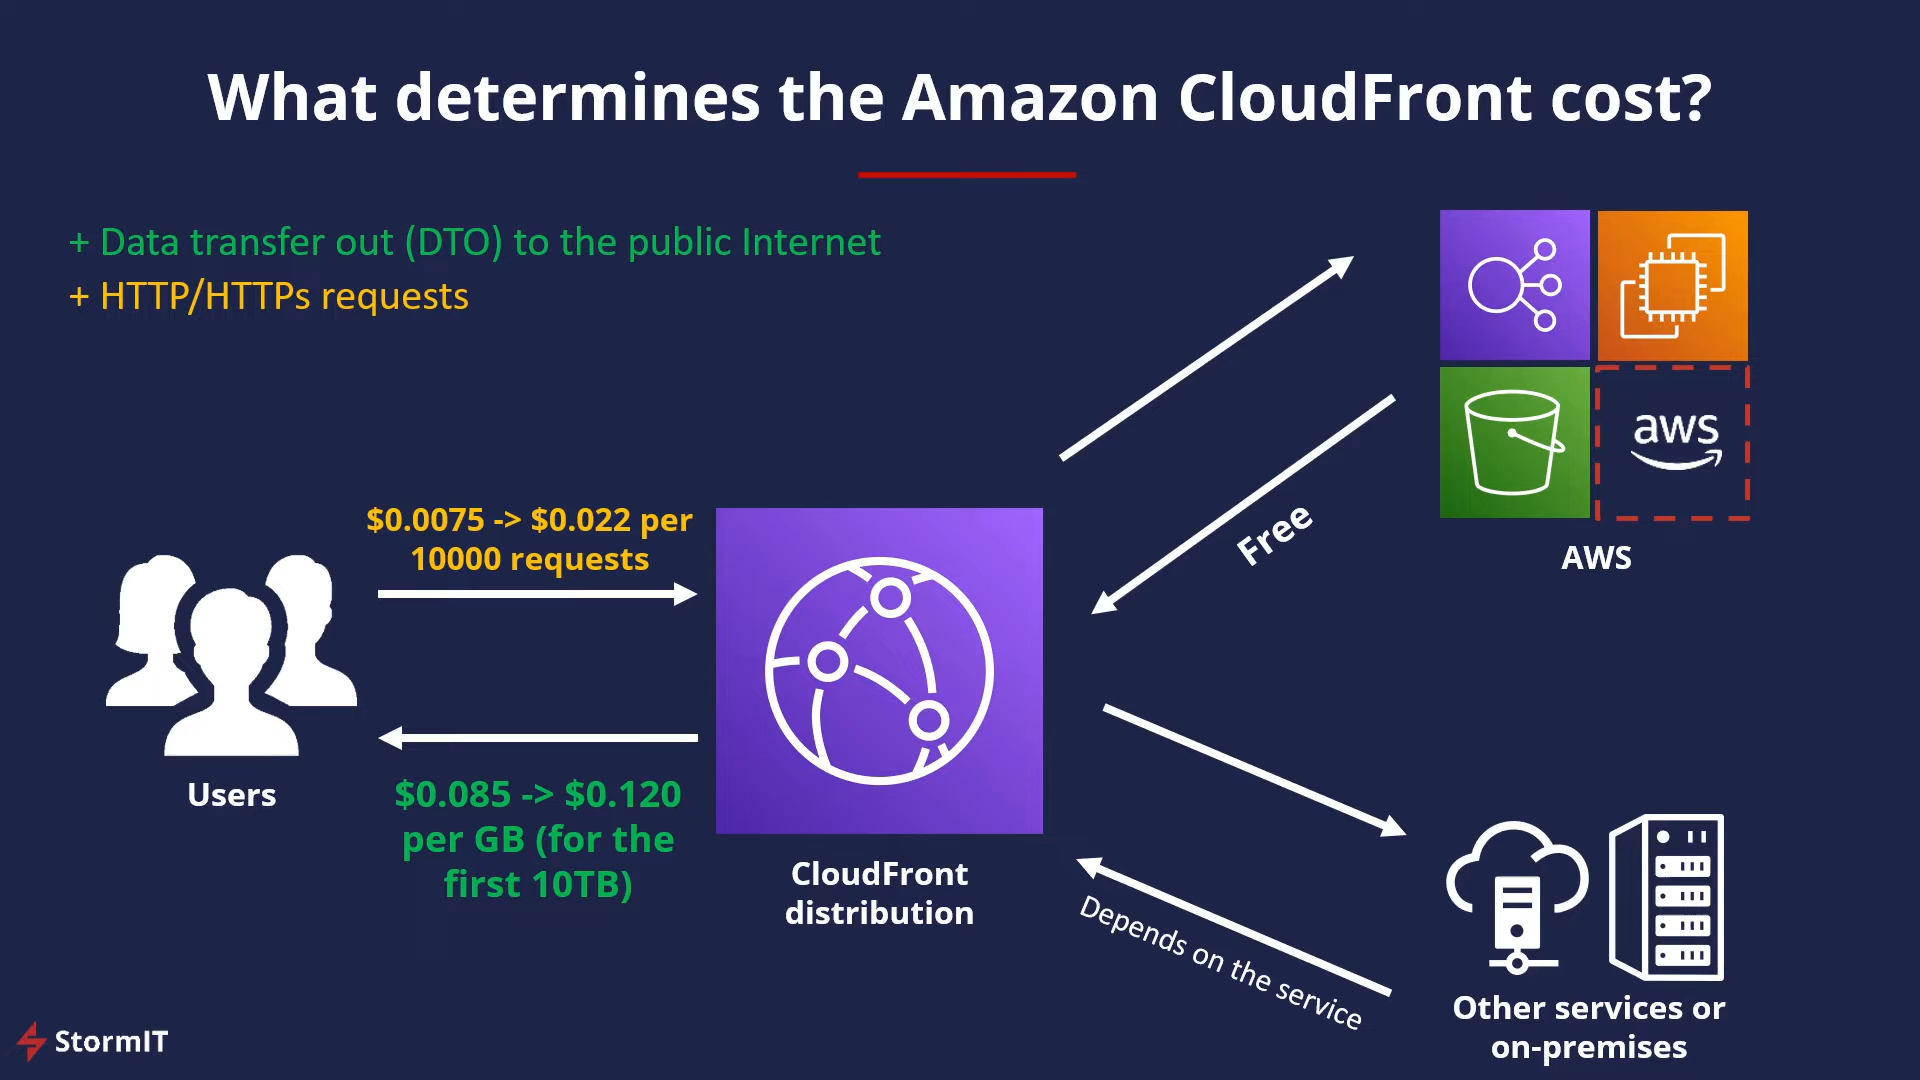 What determines the Amazon CloudFront cost?
+ Data transfer out (DTO) to the public Internet
+ HTTP/HTTPs requests
aws
AWS
Free
$0.0075 -> $0.022 per
10000 requests
Users
$0.085 -> $0.120
per GB (for the
first 10TB)
CloudFront
distribution
Depends on the service
Other services or
on-premises
StormIT